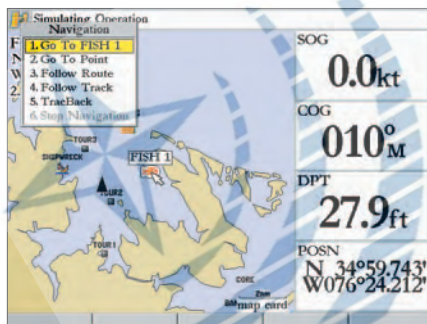 Simulating Operation
Navigation
1. Go To FISH 1
2. Go To Point
3. Follow Route
4. Follow Track
5. TracBack
6. Stop Navigation
F
N
W
2
TOUR3
SHIPWRECK
FISH 1
TOUR2
TOUR1
CORE
2nm
map card
SOG
0.0kt
COG
010°M
DPT
27.9ft
POSN
N 34°59.743'
W076°24.212'